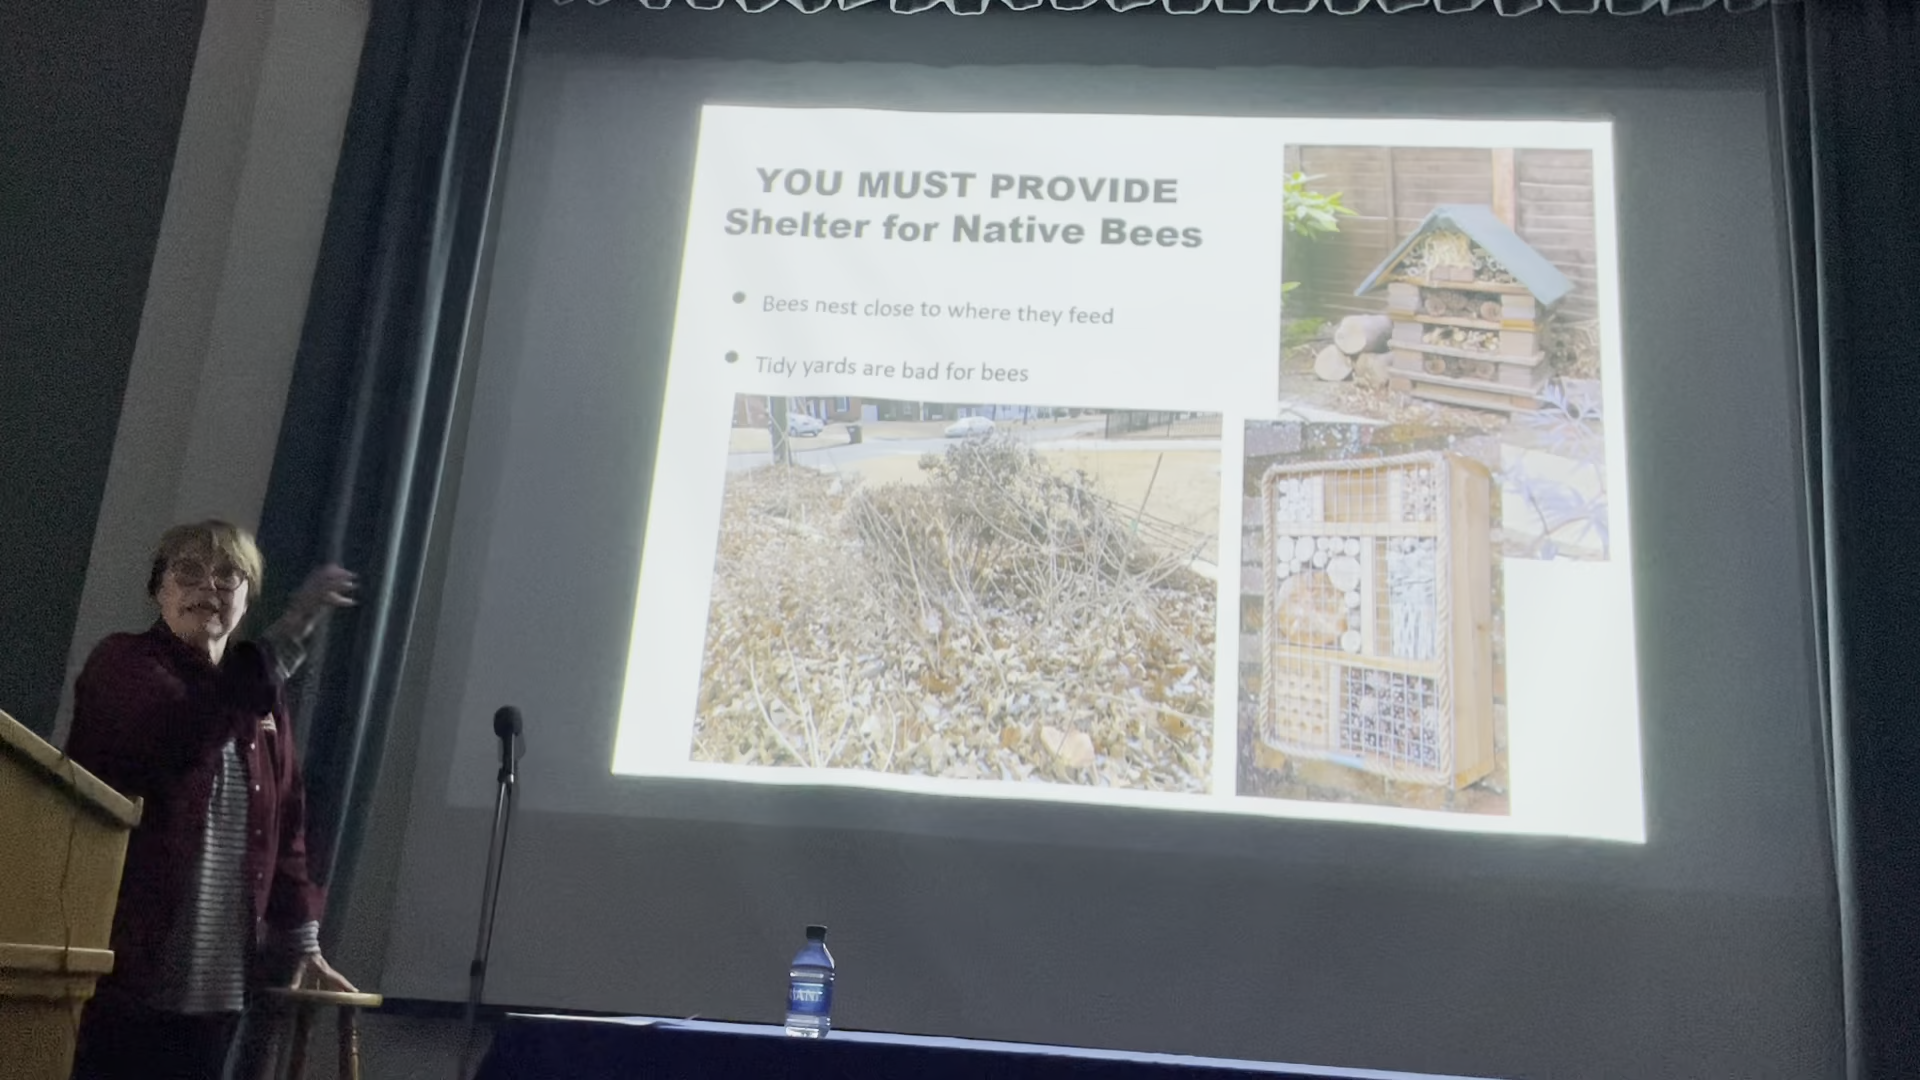 YOU MUST PROVIDE
Shelter for Native Bees
Bees nest close to where they feed
Tidy yards are bad for bees